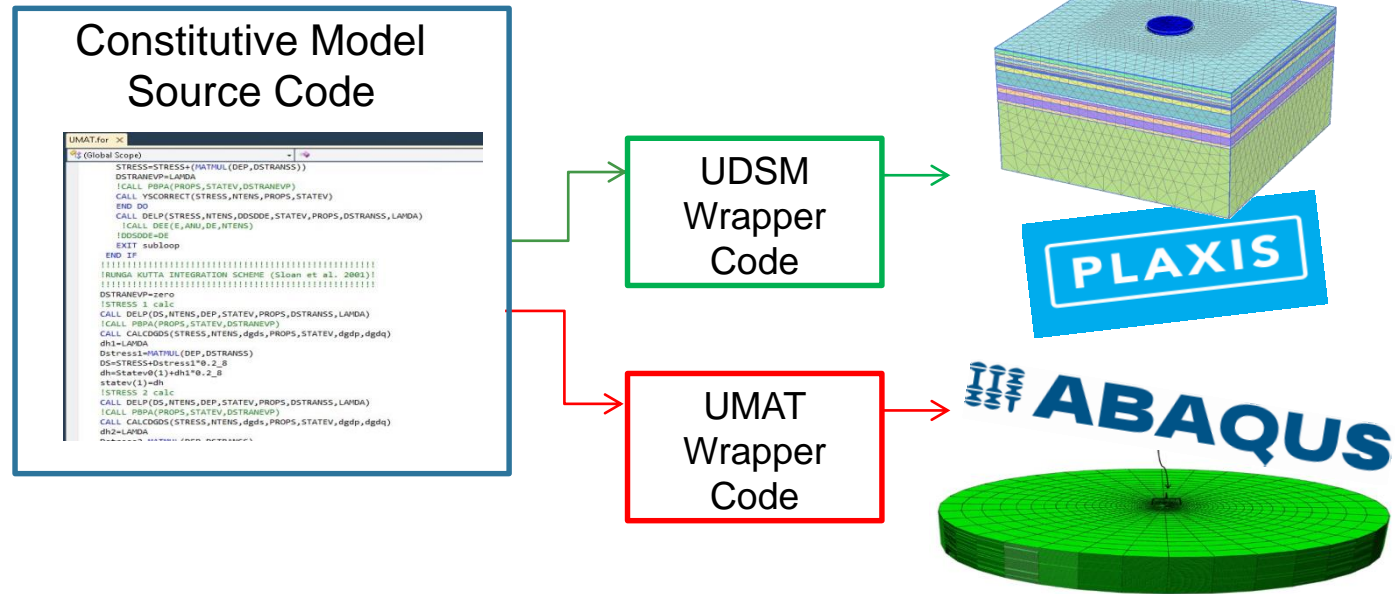 Constitutive Model
Source Code
UMAT.for ×
(Global Scope)
STRESS=STRESS+(MATMUL(DEP,DSTRANSS))
DSTRANEVP=LAMDA
!CALL PBPA(PROPS,STATEV,DSTRANEVP)
CALL YSCORRECT(STRESS,NTENS,PROPS,STATEV)
END DO
CALL DELP(STRESS,NTENS,DDSDDE,STATEV,PROPS,DSTRANSS,LAMDA)
!CALL DEE(E,ANU,DE,NTENS)
!DDSDDE=DE
EXIT subloop
END IF
!!!!!!!!!!!!!!!!!!!!!!!!!!!!!!!!!!!!!!!!!!!!!!!!!!!!
!RUNGA KUTTA INTEGRATION SCHEME (Sloan et al. 2001)!
!!!!!!!!!!!!!!!!!!!!!!!!!!!!!!!!!!!!!!!!!!!!!!!!!!!!
DSTRANEVP=zero
!STRESS 1 calc
CALL DELP(DS,NTENS,DEP,STATEV,PROPS,DSTRANSS,LAMDA)
!CALL PBPA(PROPS,STATEV,DSTRANEVP)
CALL CALCDGDS(STRESS,NTENS,dgds,PROPS,STATEV,dgdp,dgdq)
dh1=LAMDA
Dstress1=MATMUL(DEP,DSTRANSS)
DS=STRESS+Dstress1*0.2_8
dh=Statev0(1)+dh1*0.2_8
statev(1)=dh
!STRESS 2 calc
CALL DELP(DS,NTENS,DEP,STATEV,PROPS,DSTRANSS,LAMDA)
!CALL PBPA(PROPS,STATEV,DSTRANEVP)
CALL CALCDGDS(STRESS,NTENS,dgds,PROPS,STATEV,dgdp,dgdq)
dh2=LAMDA
UDSM
Wrapper
Code
PLAXIS
UMAT
Wrapper
Code
ABAQUS